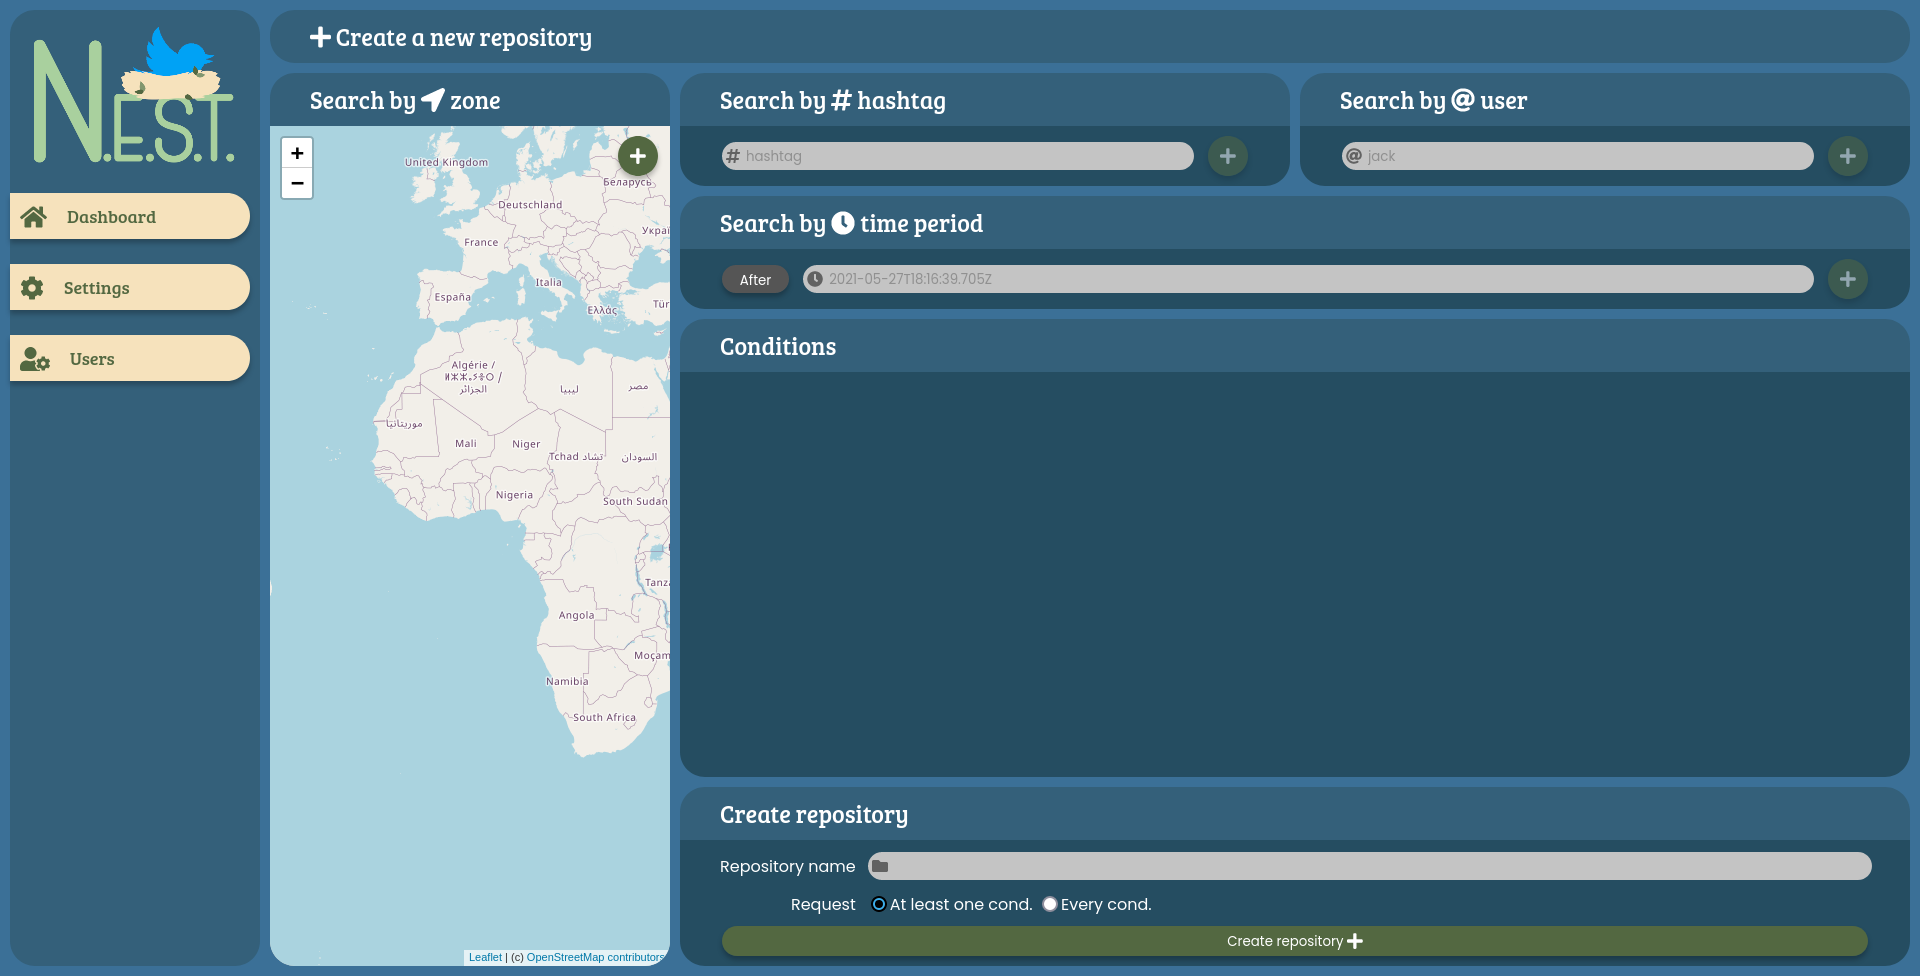 N.E.S.T.
Dashboard
Settings
Users
Create a new repository
Search by zone
+
−
United Kingdom
Беларусь
Deutschland
Украї
France
Italia
España
Ελλάς
Tür
Algérie /
ⵍⵣⵣⴰⵢⴻⵔ /
الجزائر
ليبيا
مصر
موريتانيا
Mali
Niger
Tchad تشاد
السودان
Nigeria
South Sudan
Tanza
Angola
Moçam
Namibia
South Africa
Leaflet | (c) OpenStreetMap contributors
Search by # hashtag
# hashtag
Search by @ user
@ jack
Search by time period
After
2021-05-27T18:16:39.705Z
Conditions
Create repository
Repository name
Request At least one cond. Every cond.
Create repository